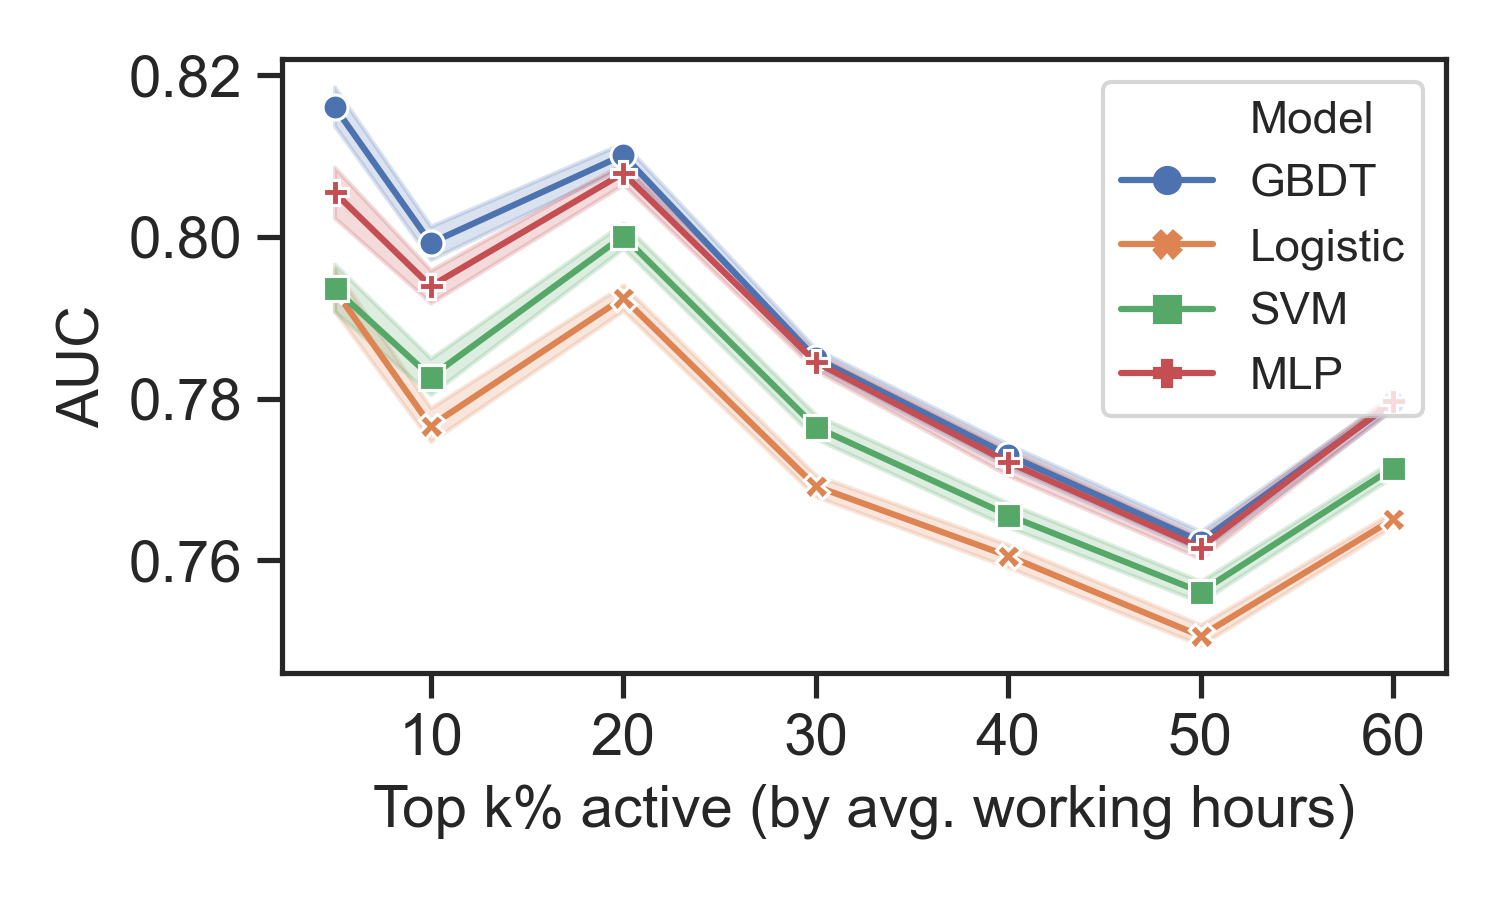 0.82
0.80
0.78
0.76
AUC
10 20 30 40 50 60
Top k% active (by avg. working hours)
Model
GBDT
Logistic
SVM
MLP